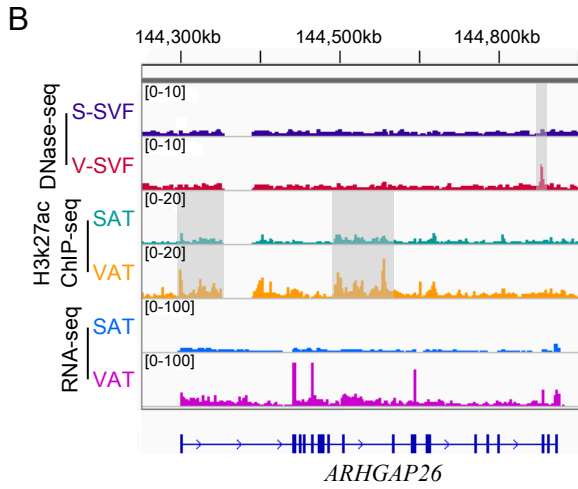 B
144,300kb 144,500kb 144,800kb
DNase-seq
S-SVF [0-10]
V-SVF [0-10]
H3k27ac
ChIP-seq
SAT [0-20]
VAT [0-20]
RNA-seq
SAT [0-100]
VAT [0-100]
ARHGAP26